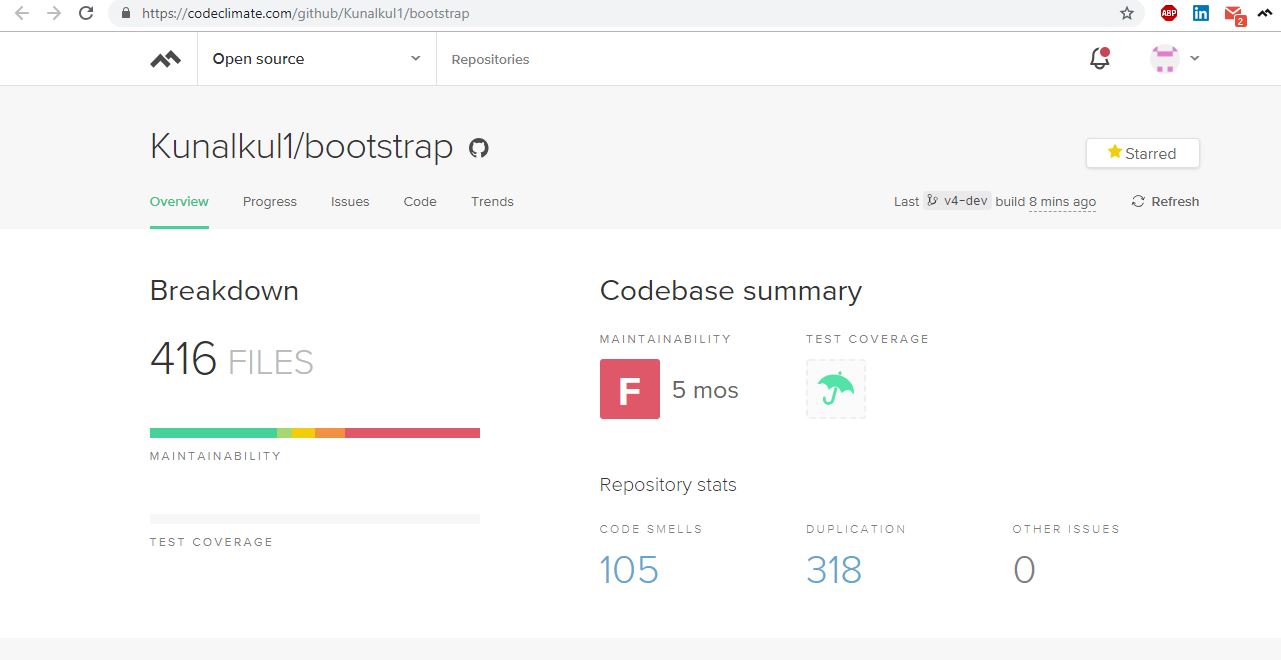 https://codeclimate.com/github/Kunalkul1/bootstrap
ABP
in
2
Open source
Repositories
Kunalkul1/bootstrap
Starred
Overview Progress Issues Code Trends
Last v4-dev build 8 mins ago Refresh
Breakdown
Codebase summary
416 FILES
MAINTAINABILITY
TEST COVERAGE
MAINTAINABILITY TEST COVERAGE
F 5 mos
Repository stats
CODE SMELLS DUPLICATION OTHER ISSUES
105 318 0